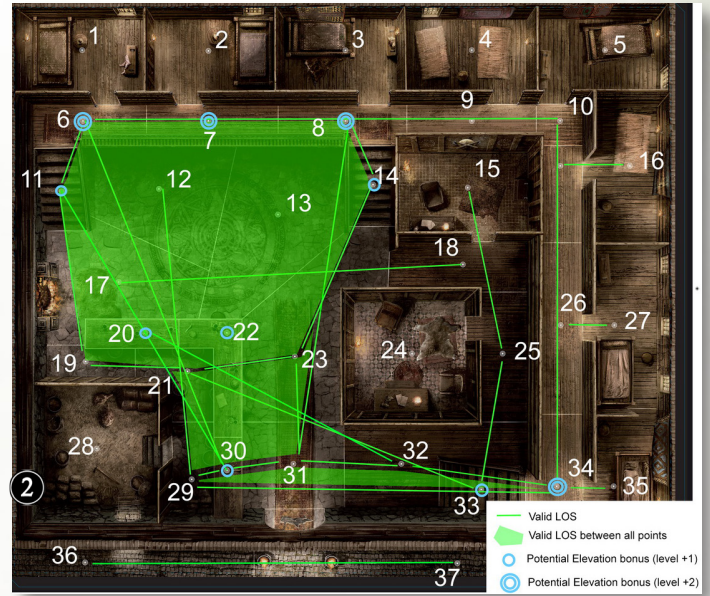 1 2 3 4 5
6 7 8 9 10
11 12 13 14 15 16
17 18
19 20 21 22 23 24 25 26 27
28 29 30 31 32 33 34 35
2
36 37
Valid LOS
Valid LOS between all points
Potential Elevation bonus (level +1)
Potential Elevation bonus (level +2)